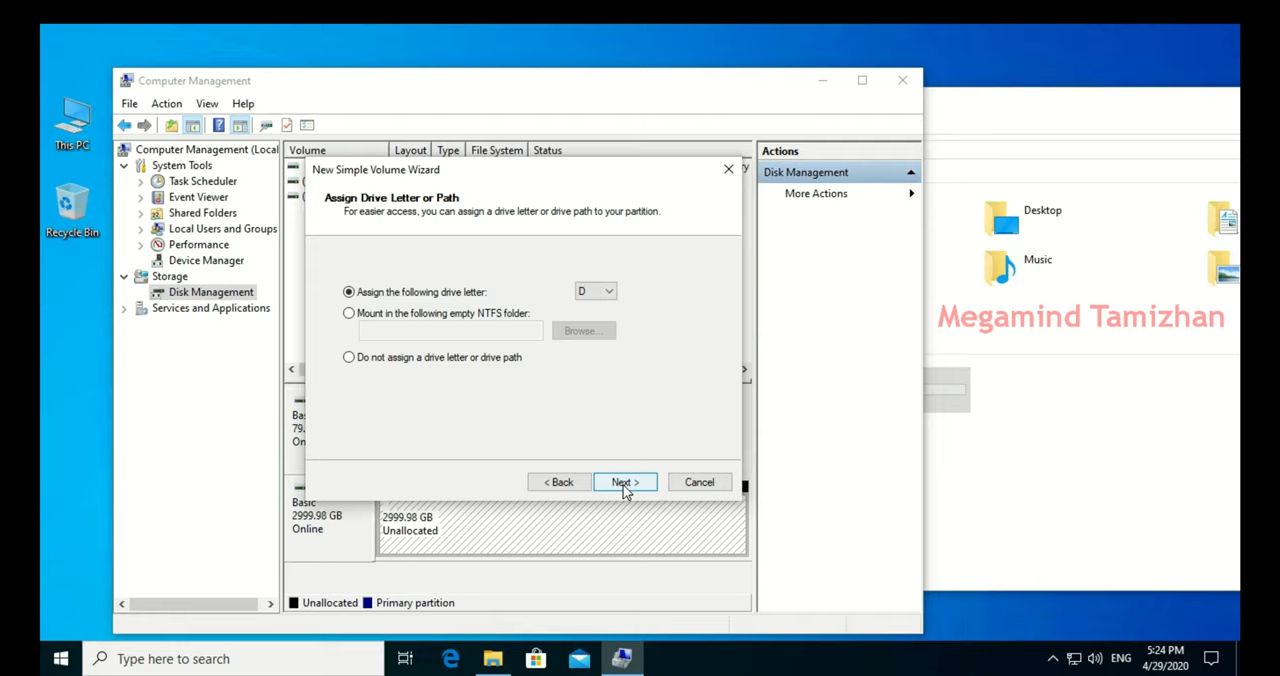 This PC
Recycle Bin
Computer Management
File Action View Help
Computer Management (Local
System Tools
Task Scheduler
Event Viewer
Shared Folders
Local Users and Groups
Performance
Device Manager
Storage
Disk Management
Services and Applications
Volume Layout Type File System Status
New Simple Volume Wizard
Assign Drive Letter or Path
For easier access, you can assign a drive letter or drive path to your partition.
Assign the following drive letter: D
Mount in the following empty NTFS folder:
Browse...
Do not assign a drive letter or drive path
< Back Next > Cancel
Bas
79.
On
Basic
2999.98 GB
Online
2999.98 GB
Unallocated
Unallocated Primary partition
Actions
Disk Management
More Actions
Desktop
Music
Megamind Tamizhan
Type here to search
ENG
5:24 PM
4/29/2020